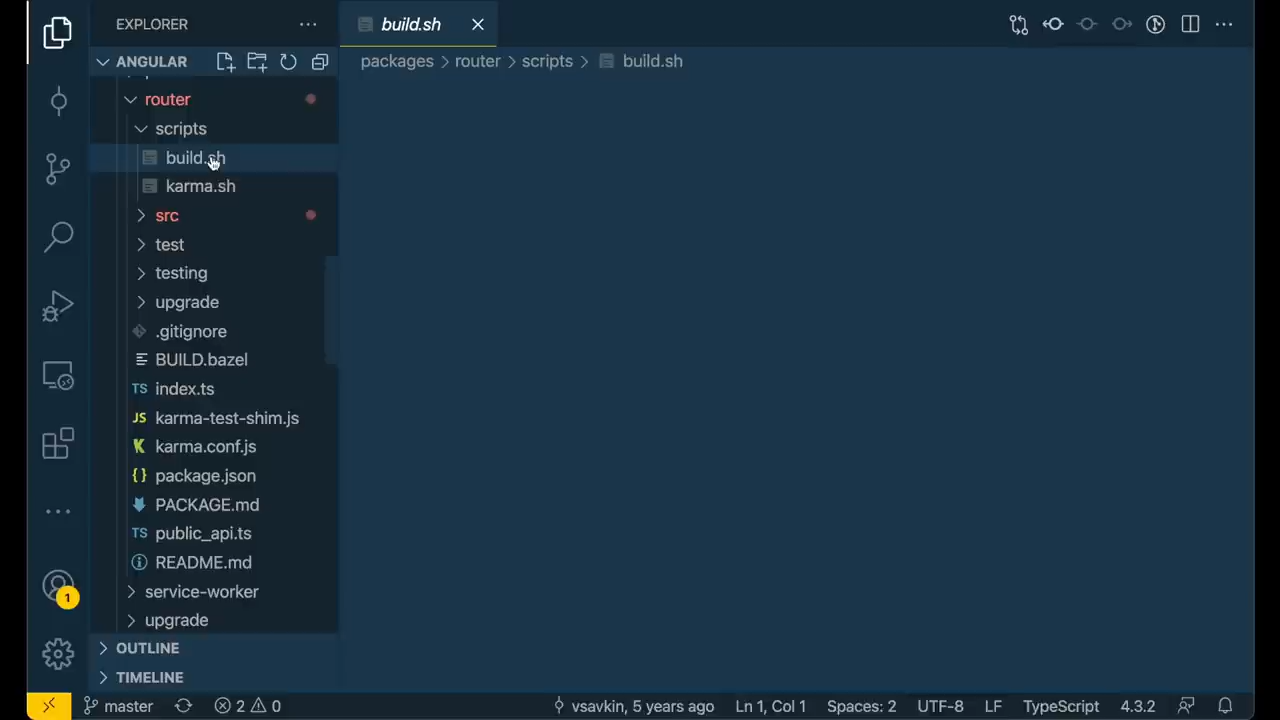 EXPLORER
build.sh
ANGULAR
packages > router > scripts > build.sh
router
scripts
build.sh
karma.sh
src
test
testing
upgrade
.gitignore
BUILD.bazel
TS index.ts
JS karma-test-shim.js
K karma.conf.js
{} package.json
PACKAGE.md
TS public_api.ts
README.md
service-worker
upgrade
1
OUTLINE
TIMELINE
master 2 0 vsavkin, 5 years ago Ln 1, Col 1 Spaces: 2 UTF-8 LF TypeScript 4.3.2